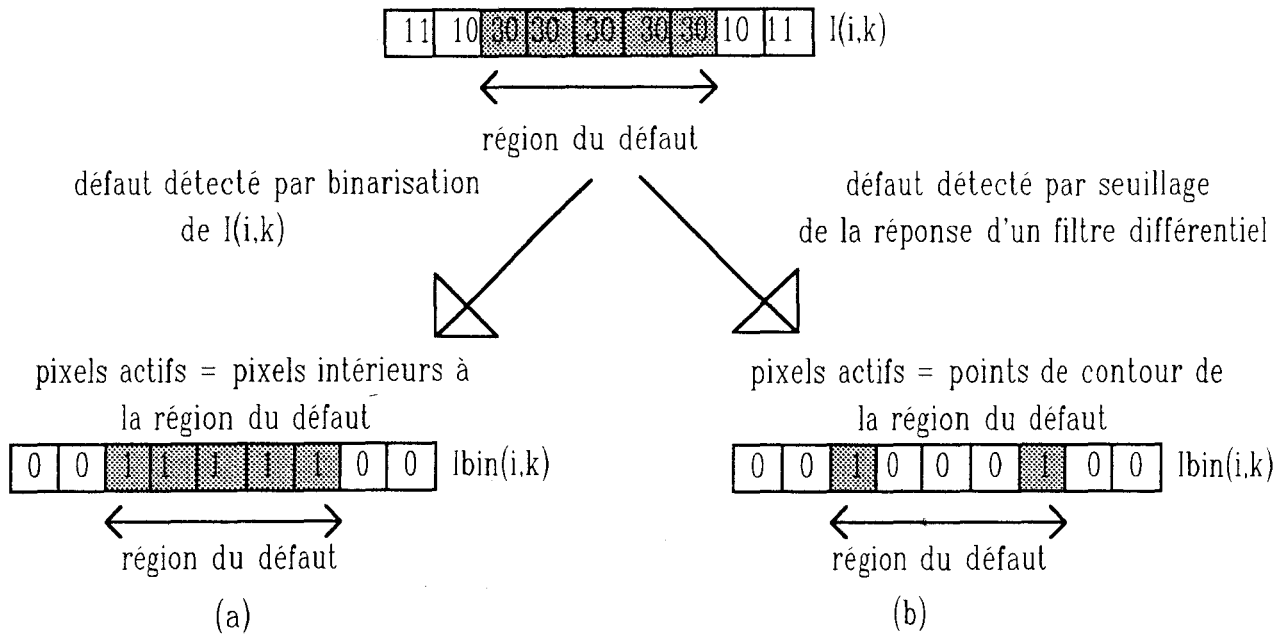 11 10 30 30 30 30 30 10 11 I(i,k)
région du défaut
défaut détecté par binarisation
de I(i,k)
défaut détecté par seuillage
de la réponse d'un filtre différentiel
pixels actifs = pixels intérieurs à
la région du défaut
0 0 1 1 1 1 1 0 0 Ibin(i,k)
région du défaut
(a)
pixels actifs = points de contour de
la région du défaut
0 0 1 0 0 0 1 0 0 Ibin(i,k)
région du défaut
(b)